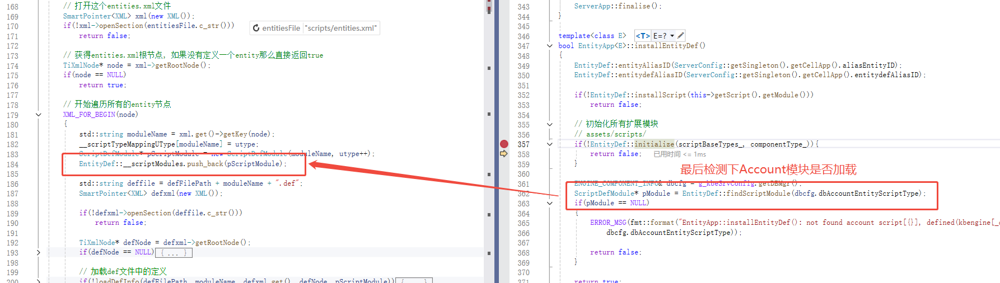 168 // 打开这个entities.xml文件
169 SmartPointer<XML> xml(new XML());
170 if(!xml->openSection(entitiesFile.c_str()))
entitiesFile "scripts/entities.xml"
171 return false;
172
173 // 获得entities.xml根节点, 如果没有定义一个entity那么直接返回true
174 TiXmlNode* node = xml->getRootNode();
175 if(node == NULL)
176 return true;
177
178 // 开始遍历所有的entity节点
179 XML_FOR_BEGIN(node)
180 {
181 std::string moduleName = xml.get()->getKey(node);
182 __scriptTypeMappingUType[moduleName] = utype;
183 ScriptDefModule* pScriptModule = new ScriptDefModule(moduleName, utype++);
184 EntityDef::__scriptModules.push_back(pScriptModule);
185
186 std::string deffile = defFilePath + moduleName + ".def";
187 SmartPointer<XML> defxml(new XML());
188
189 if(!defxml->openSection(deffile.c_str()))
190 return false;
191
192 TiXmlNode* defNode = defxml->getRootNode();
193 if(defNode == NULL){ ... }
198
199 // 加载def文件中的定义
200 if(!loadDefInfo(defFilePath, moduleName, defxml.get(), defNode, pScriptModule)){ ... }
343 ServerApp::finalise();
344 }
345
346 template<class E> <T> E=?
347 bool EntityApp<E>::installEntityDef()
348 {
349 EntityDef::entityAliasID(ServerConfig::getSingleton().getCellApp().aliasEntityID);
350 EntityDef::entitydefAliasID(ServerConfig::getSingleton().getCellApp().entitydefAliasID);
351
352 if(!EntityDef::installScript(this->getScript().getModule()))
353 return false;
354
355 // 初始化所有扩展模块
356 // assets/scripts/
357 if(!EntityDef::initialize(scriptBaseTypes_, componentType_)){
358 return false; 已用时间 <= 1ms
359 }
360 最后检测下Account模块是否加载
361 ENGINE_COMPONENT_INFO& dbcfg = g_kbeSrvConfig.getDBMgr();
362 ScriptDefModule* pModule = EntityDef::findScriptModule(dbcfg.dbAccountEntityScriptType);
363 if(pModule == NULL)
364 {
365 ERROR_MSG(fmt::format("EntityApp::installEntityDef(): not found account script[{}], defined(kbengine[_
366 dbcfg.dbAccountEntityScriptType));
367
368 return false;
369 }
370
371 return true;